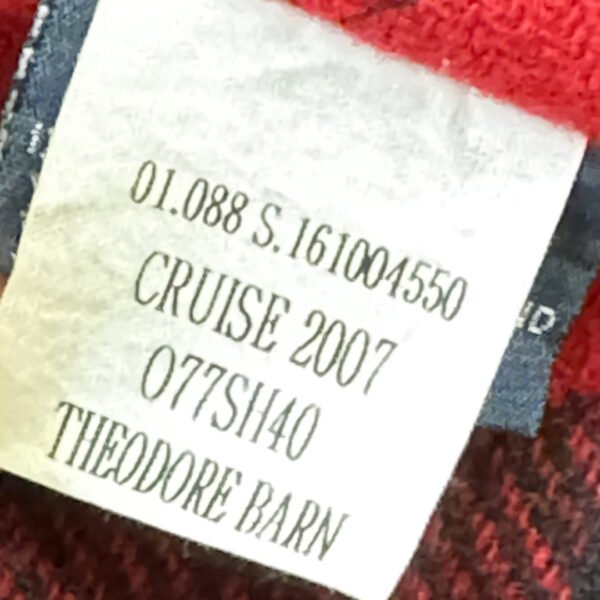 01.088 S.161004550
CRUISE 2007
077SH40
THEODORE BARN